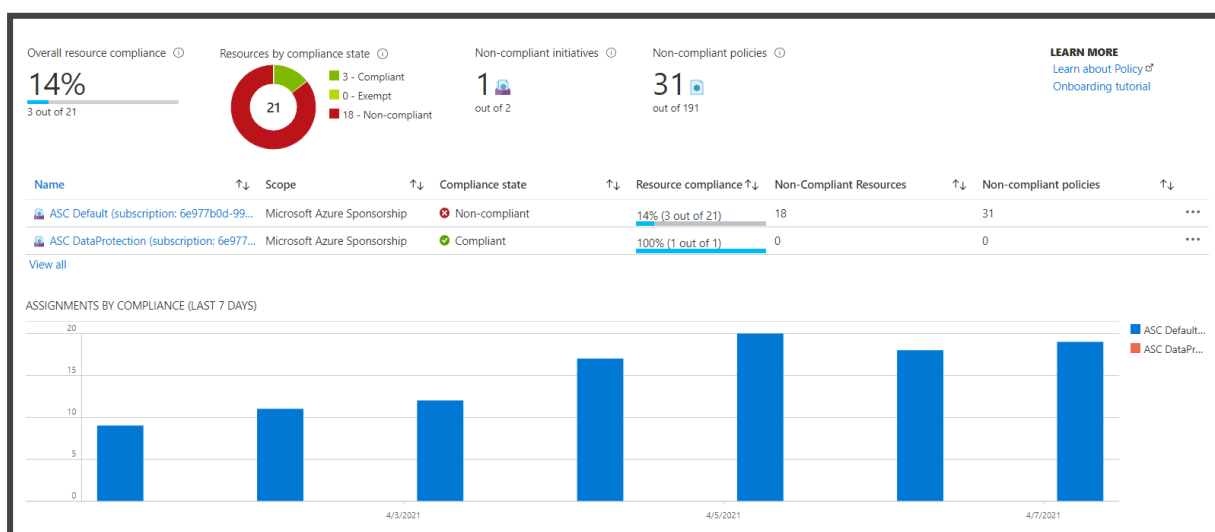 Overall resource compliance
14%
3 out of 21
Resources by compliance state
21
3 - Compliant
0 - Exempt
18 - Non-compliant
Non-compliant initiatives
1
out of 2
Non-compliant policies
31
out of 191
LEARN MORE
Learn about Policy
Onboarding tutorial
Name Scope Compliance state Resource compliance Non-Compliant Resources Non-compliant policies
ASC Default (subscription: 6e977b0d-99... Microsoft Azure Sponsorship Non-compliant 14% (3 out of 21) 18 31
ASC DataProtection (subscription: 6e977... Microsoft Azure Sponsorship Compliant 100% (1 out of 1) 0 0
View all
ASSIGNMENTS BY COMPLIANCE (LAST 7 DAYS)
20
15
10
5
0
4/3/2021 4/5/2021 4/7/2021
ASC Default...
ASC DataPr...